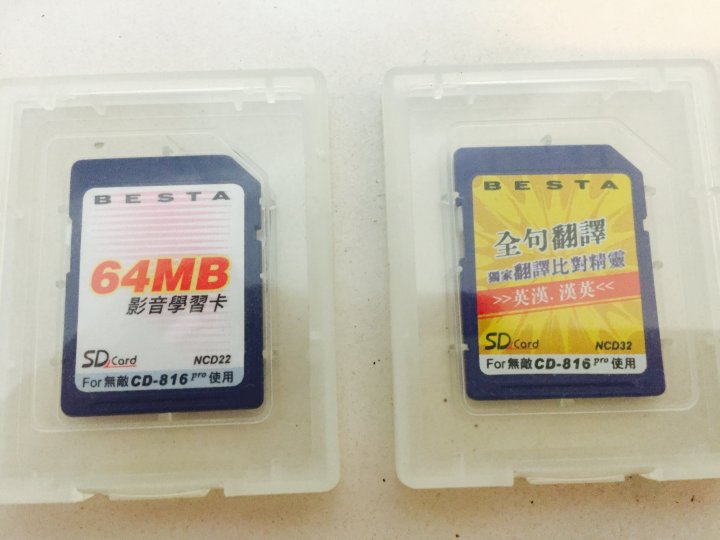 BESTA
64MB
影音學習卡
SD Card NCD22
For 無敵 CD-816 pro 使用
BESTA
全句翻譯
獨家翻譯比對精靈
>>英漢.漢英<<
SD Card NCD32
For 無敵 CD-816 pro 使用